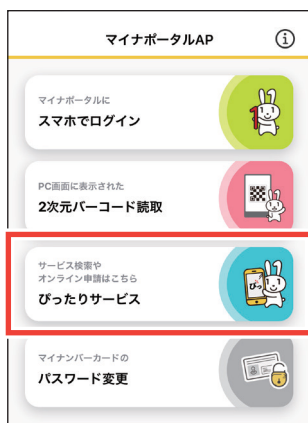 マイナポータルAP
マイナポータルに
スマホでログイン
PC画面に表示された
2次元バーコード読取
サービス検索や
オンライン申請はこちら
ぴったりサービス
マイナンバーカードの
パスワード変更